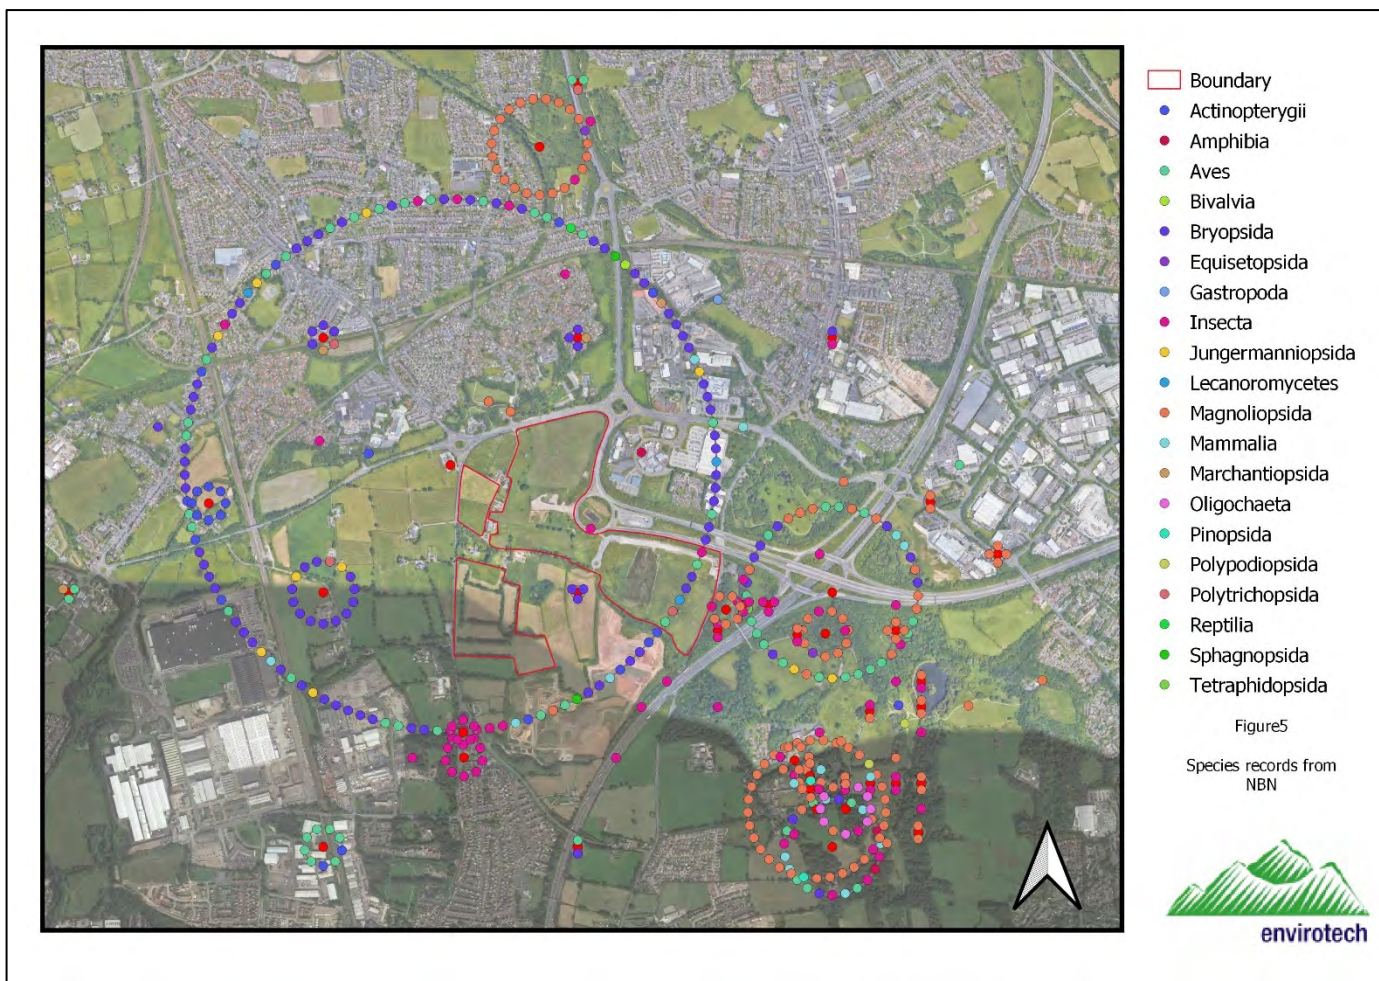 Boundary
Actinopterygii
Amphibia
Aves
Bivalvia
Bryopsida
Equisetopsida
Gastropoda
Insecta
Jungermanniopsida
Lecanoromycetes
Magnoliopsida
Mammalia
Marchantiopsida
Oligochaeta
Pinopsida
Polypodiopsida
Polytrichopsida
Reptilia
Sphagnopsida
Tetraphidopsida
Figure5
Species records from
NBN
envirotech